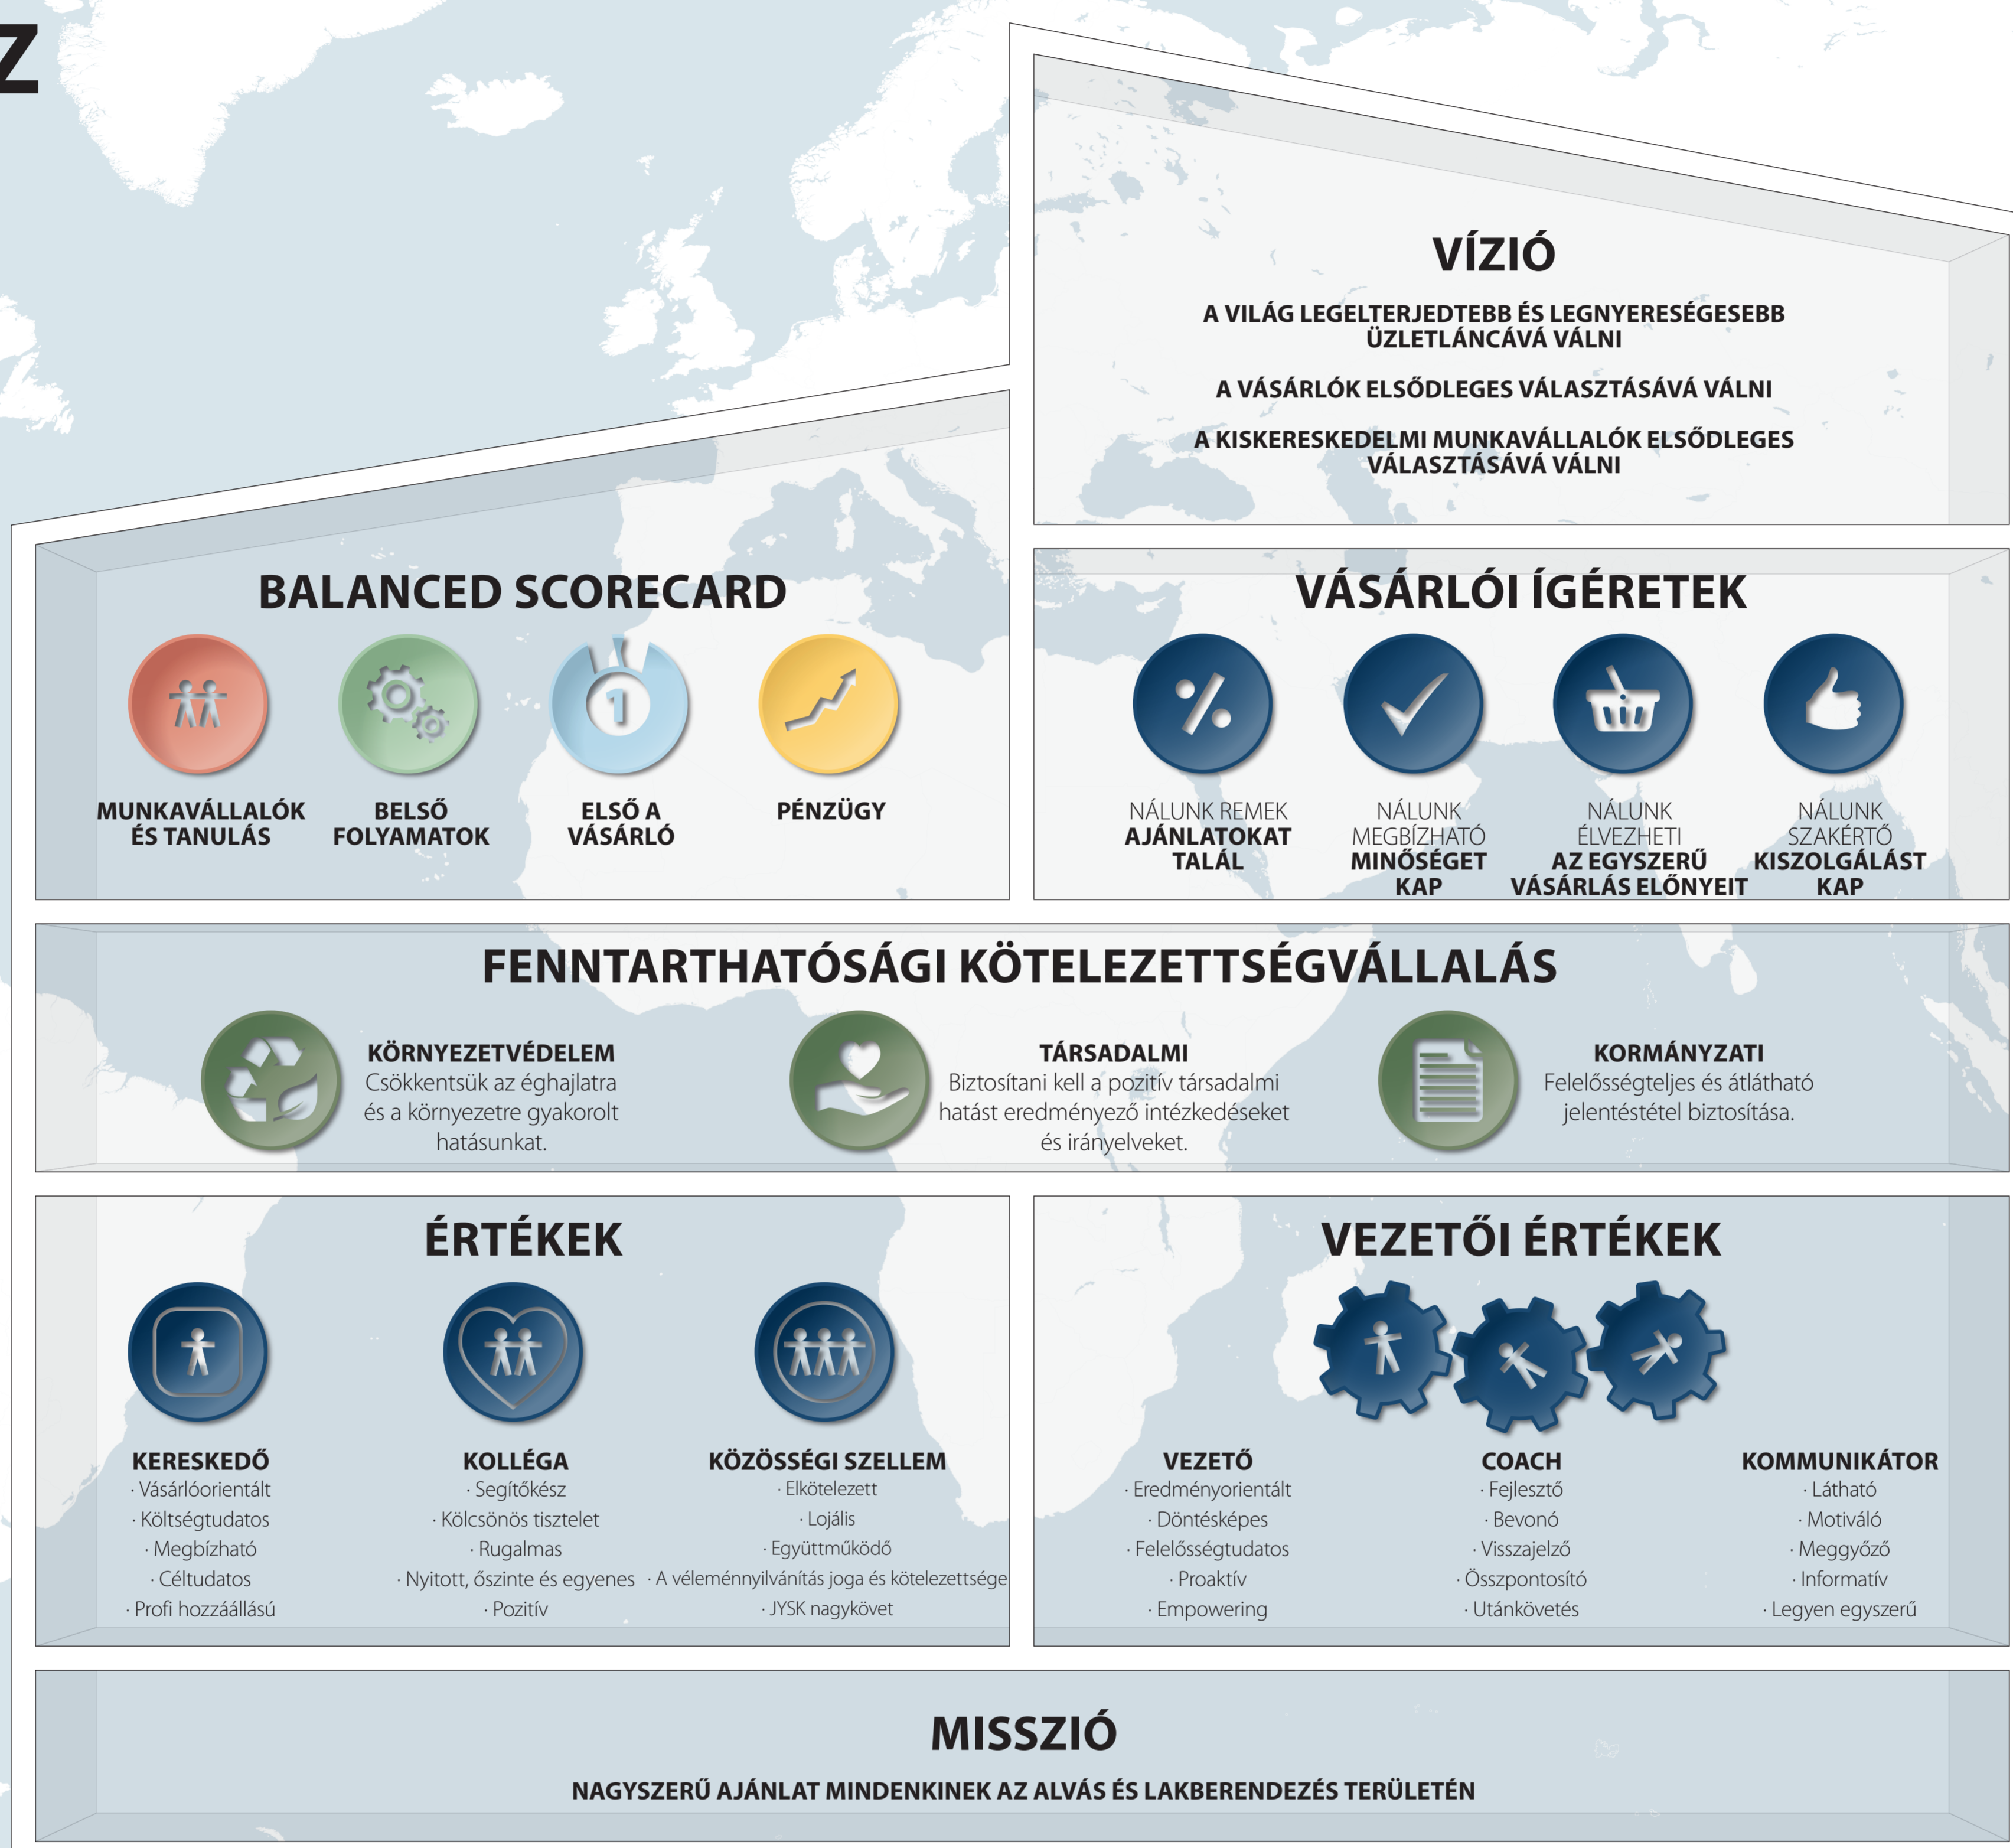 Z
VÍZIÓ
A VILÁG LEGELTERJEDTEBB ÉS LEGNYERESÉGESEBB
ÜZLETLÁNCÁVÁ VÁLNI
A VÁSÁRLÓK ELSŐDLEGES VÁLASZTÁSÁVÁ VÁLNI
A KISKERESKEDELMI MUNKAVÁLLALÓK ELSŐDLEGES
VÁLASZTÁSÁVÁ VÁLNI
BALANCED SCORECARD
1
MUNKAVÁLLALÓK
ÉS TANULÁS
BELSŐ
FOLYAMATOK
ELSŐ A
VÁSÁRLÓ
PÉNZÜGY
VÁSÁRLÓI ÍGÉRETEK
%
NÁLUNK REMEK
AJÁNLATOKAT
TALÁL
NÁLUNK
MEGBÍZHATÓ
MINŐSÉGET
KAP
NÁLUNK
ÉLVEZHETI
AZ EGYSZERŰ
VÁSÁRLÁS ELŐNYEIT
NÁLUNK
SZAKÉRTŐ
KISZOLGÁLÁST
KAP
FENNTARTHATÓSÁGI KÖTELEZETTSÉGVÁLLALÁS
KÖRNYEZETVÉDELEM
Csökkentsük az éghajlatra
és a környezetre gyakorolt
hatásunkat.
TÁRSADALMI
Biztosítani kell a pozitív társadalmi
hatást eredményező intézkedéseket
és irányelveket.
KORMÁNYZATI
Felelősségteljes és átlátható
jelentéstétel biztosítása.
ÉRTÉKEK
KERESKEDŐ
· Vásárlóorientált
· Költségtudatos
· Megbízható
· Céltudatos
· Profi hozzáállású
KOLLÉGA
· Segítőkész
· Kölcsönös tisztelet
· Rugalmas
· Nyitott, őszinte és egyenes
· Pozitív
KÖZÖSSÉGI SZELLEM
· Elkötelezett
· Lojális
· Együttműködő
· A véleménnyilvánítás joga és kötelezettsége
· JYSK nagykövet
VEZETŐI ÉRTÉKEK
VEZETŐ
· Eredményorientált
· Döntésképes
· Felelősségtudatos
· Proaktív
· Empowering
COACH
· Fejlesztő
· Bevonó
· Visszajelző
· Összpontosító
· Utánkövetés
KOMMUNIKÁTOR
· Látható
· Motiváló
· Meggyőző
· Informatív
· Legyen egyszerű
MISSZIÓ
NAGYSZERŰ AJÁNLAT MINDENKINEK AZ ALVÁS ÉS LAKBERENDEZÉS TERÜLETÉN